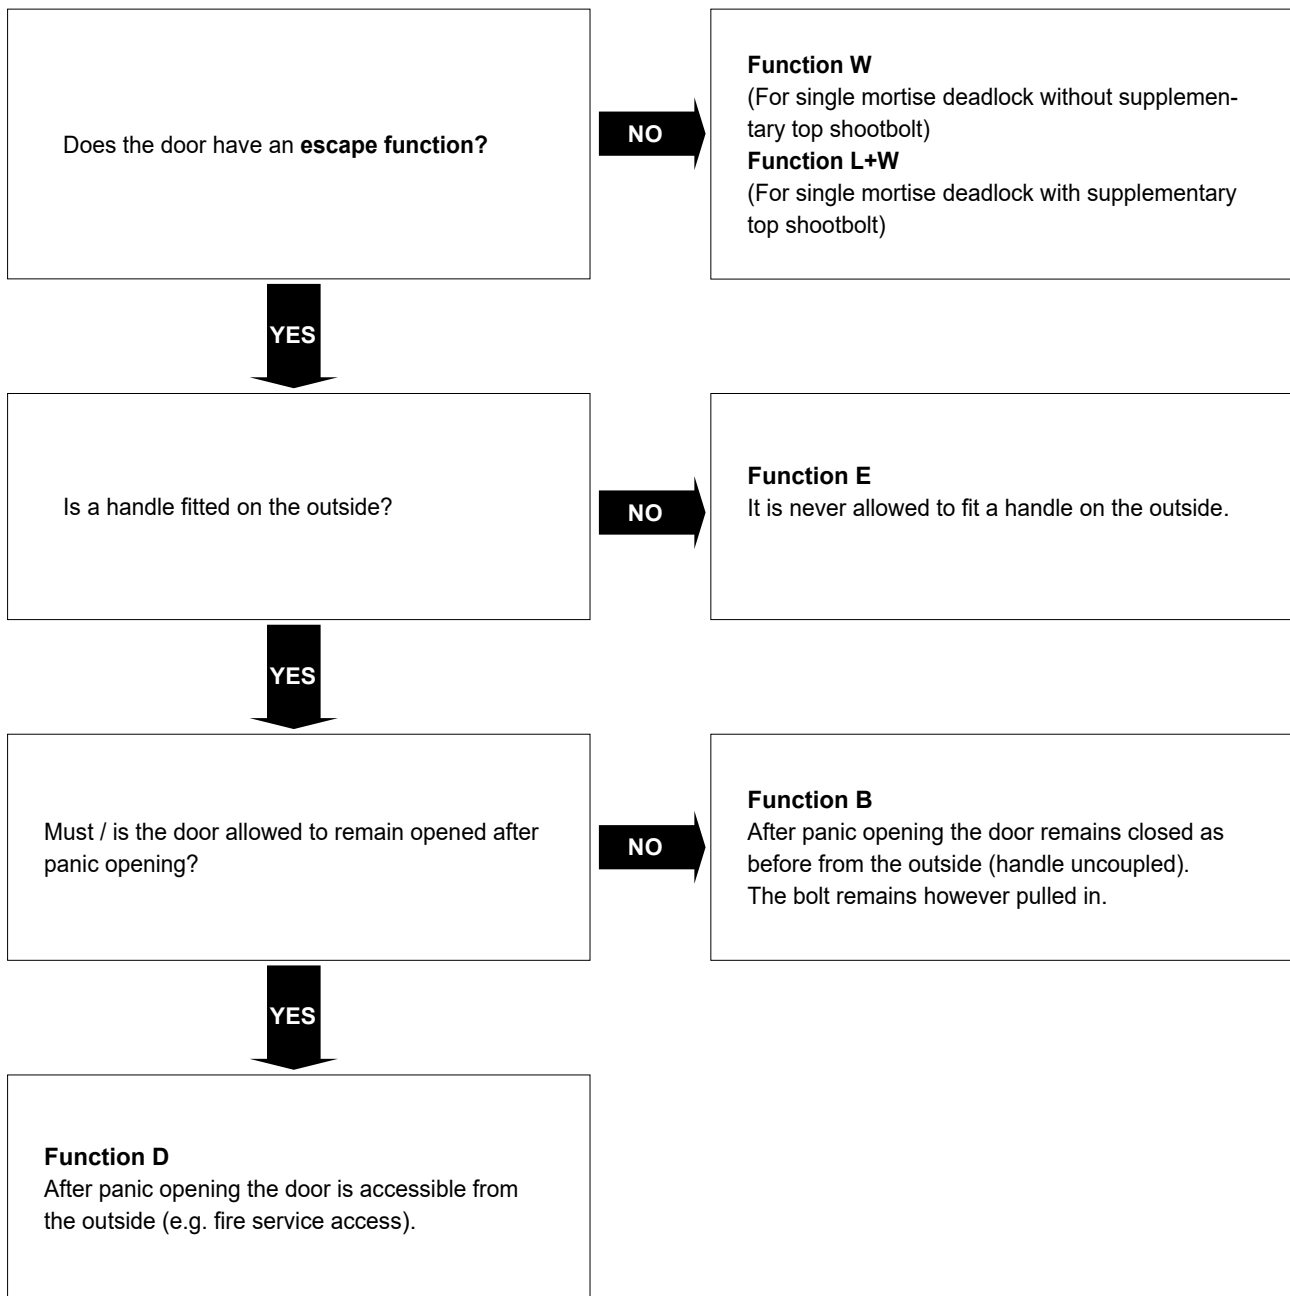 Does the door have an escape function?
NO
Function W
(For single mortise deadlock without supplemen-
tary top shootbolt)
Function L+W
(For single mortise deadlock with supplementary
top shootbolt)
YES
Is a handle fitted on the outside?
NO
Function E
It is never allowed to fit a handle on the outside.
YES
Must / is the door allowed to remain opened after
panic opening?
NO
Function B
After panic opening the door remains closed as
before from the outside (handle uncoupled).
The bolt remains however pulled in.
YES
Function D
After panic opening the door is accessible from
the outside (e.g. fire service access).